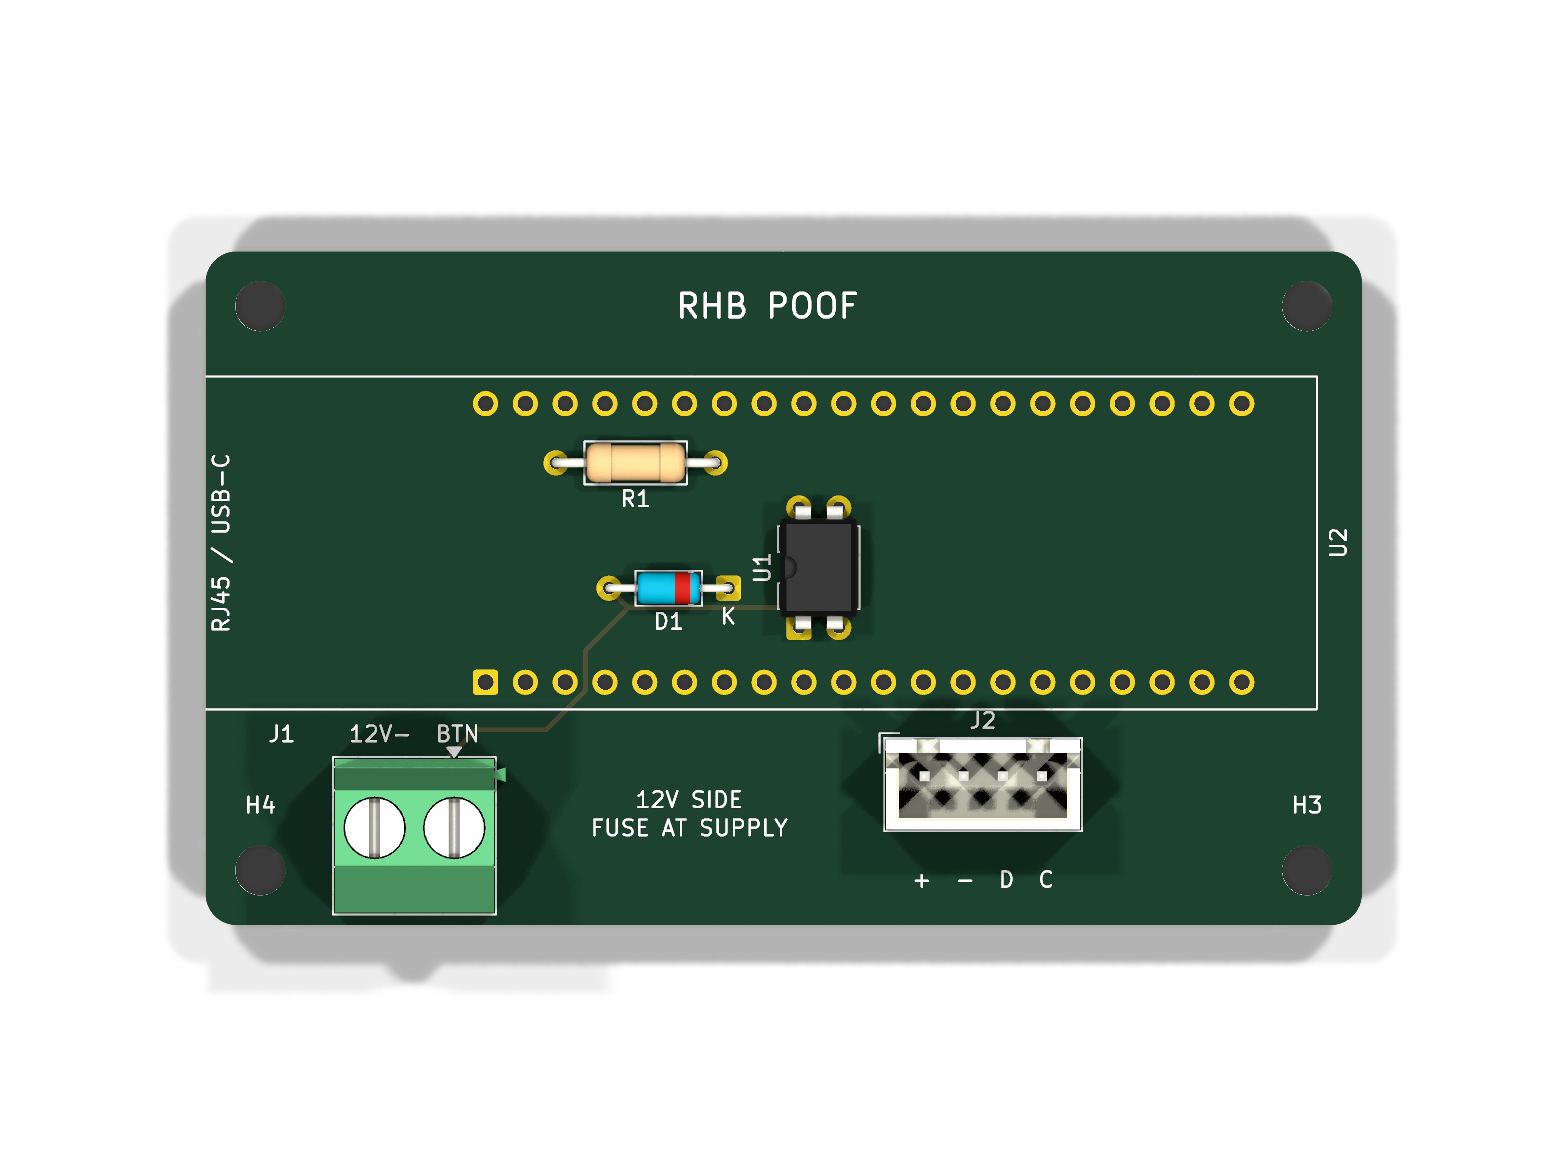 RHB POOF
RJ45 / USB-C
R1
U1
U2
D1
K
J1
12V-
BTN
J2
H4
12V SIDE
FUSE AT SUPPLY
H3
+ - D C